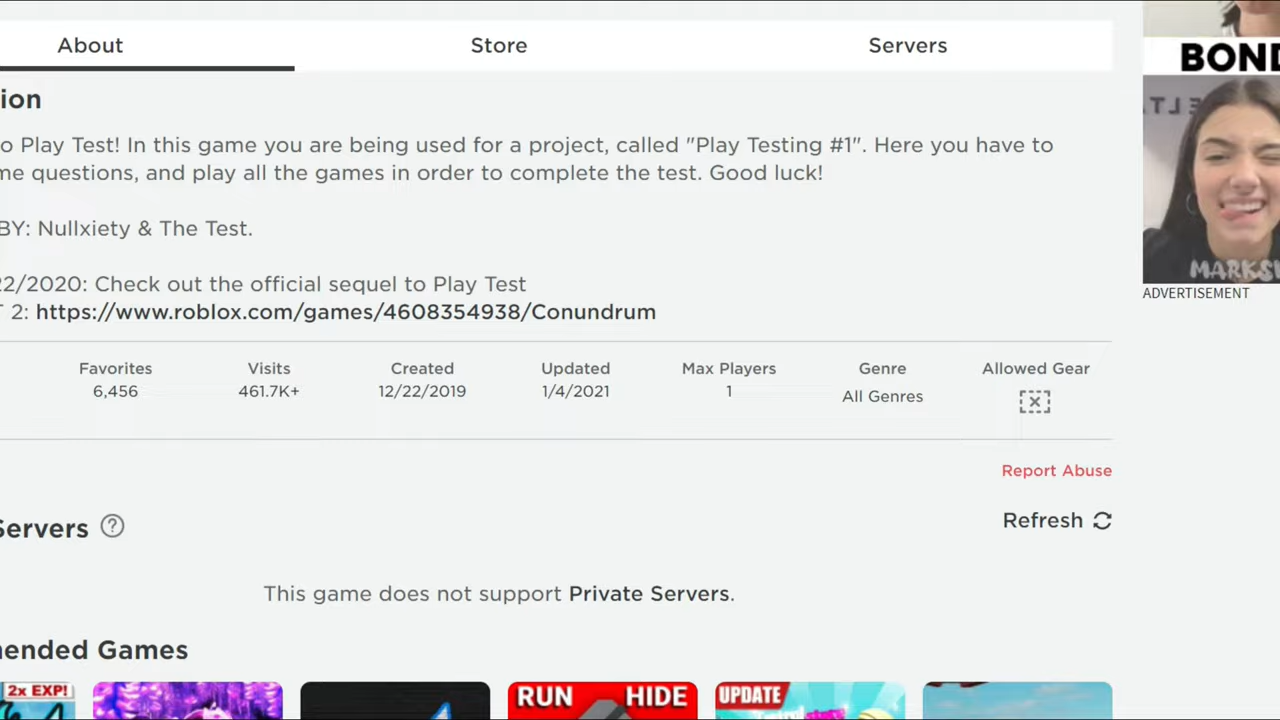 About
Store
Servers
ion
o Play Test! In this game you are being used for a project, called "Play Testing #1". Here you have to
me questions, and play all the games in order to complete the test. Good luck!
BY: Nullxiety & The Test.
22/2020: Check out the official sequel to Play Test
T 2: https://www.roblox.com/games/4608354938/Conundrum
Favorites
Visits
Created
Updated
Max Players
Genre
Allowed Gear
6,456
461.7K+
12/22/2019
1/4/2021
1
All Genres
Report Abuse
Servers
Refresh
This game does not support Private Servers.
ended Games
2x EXP!
RUN HIDE
UPDATE
BOND
MARKS
ADVERTISEMENT